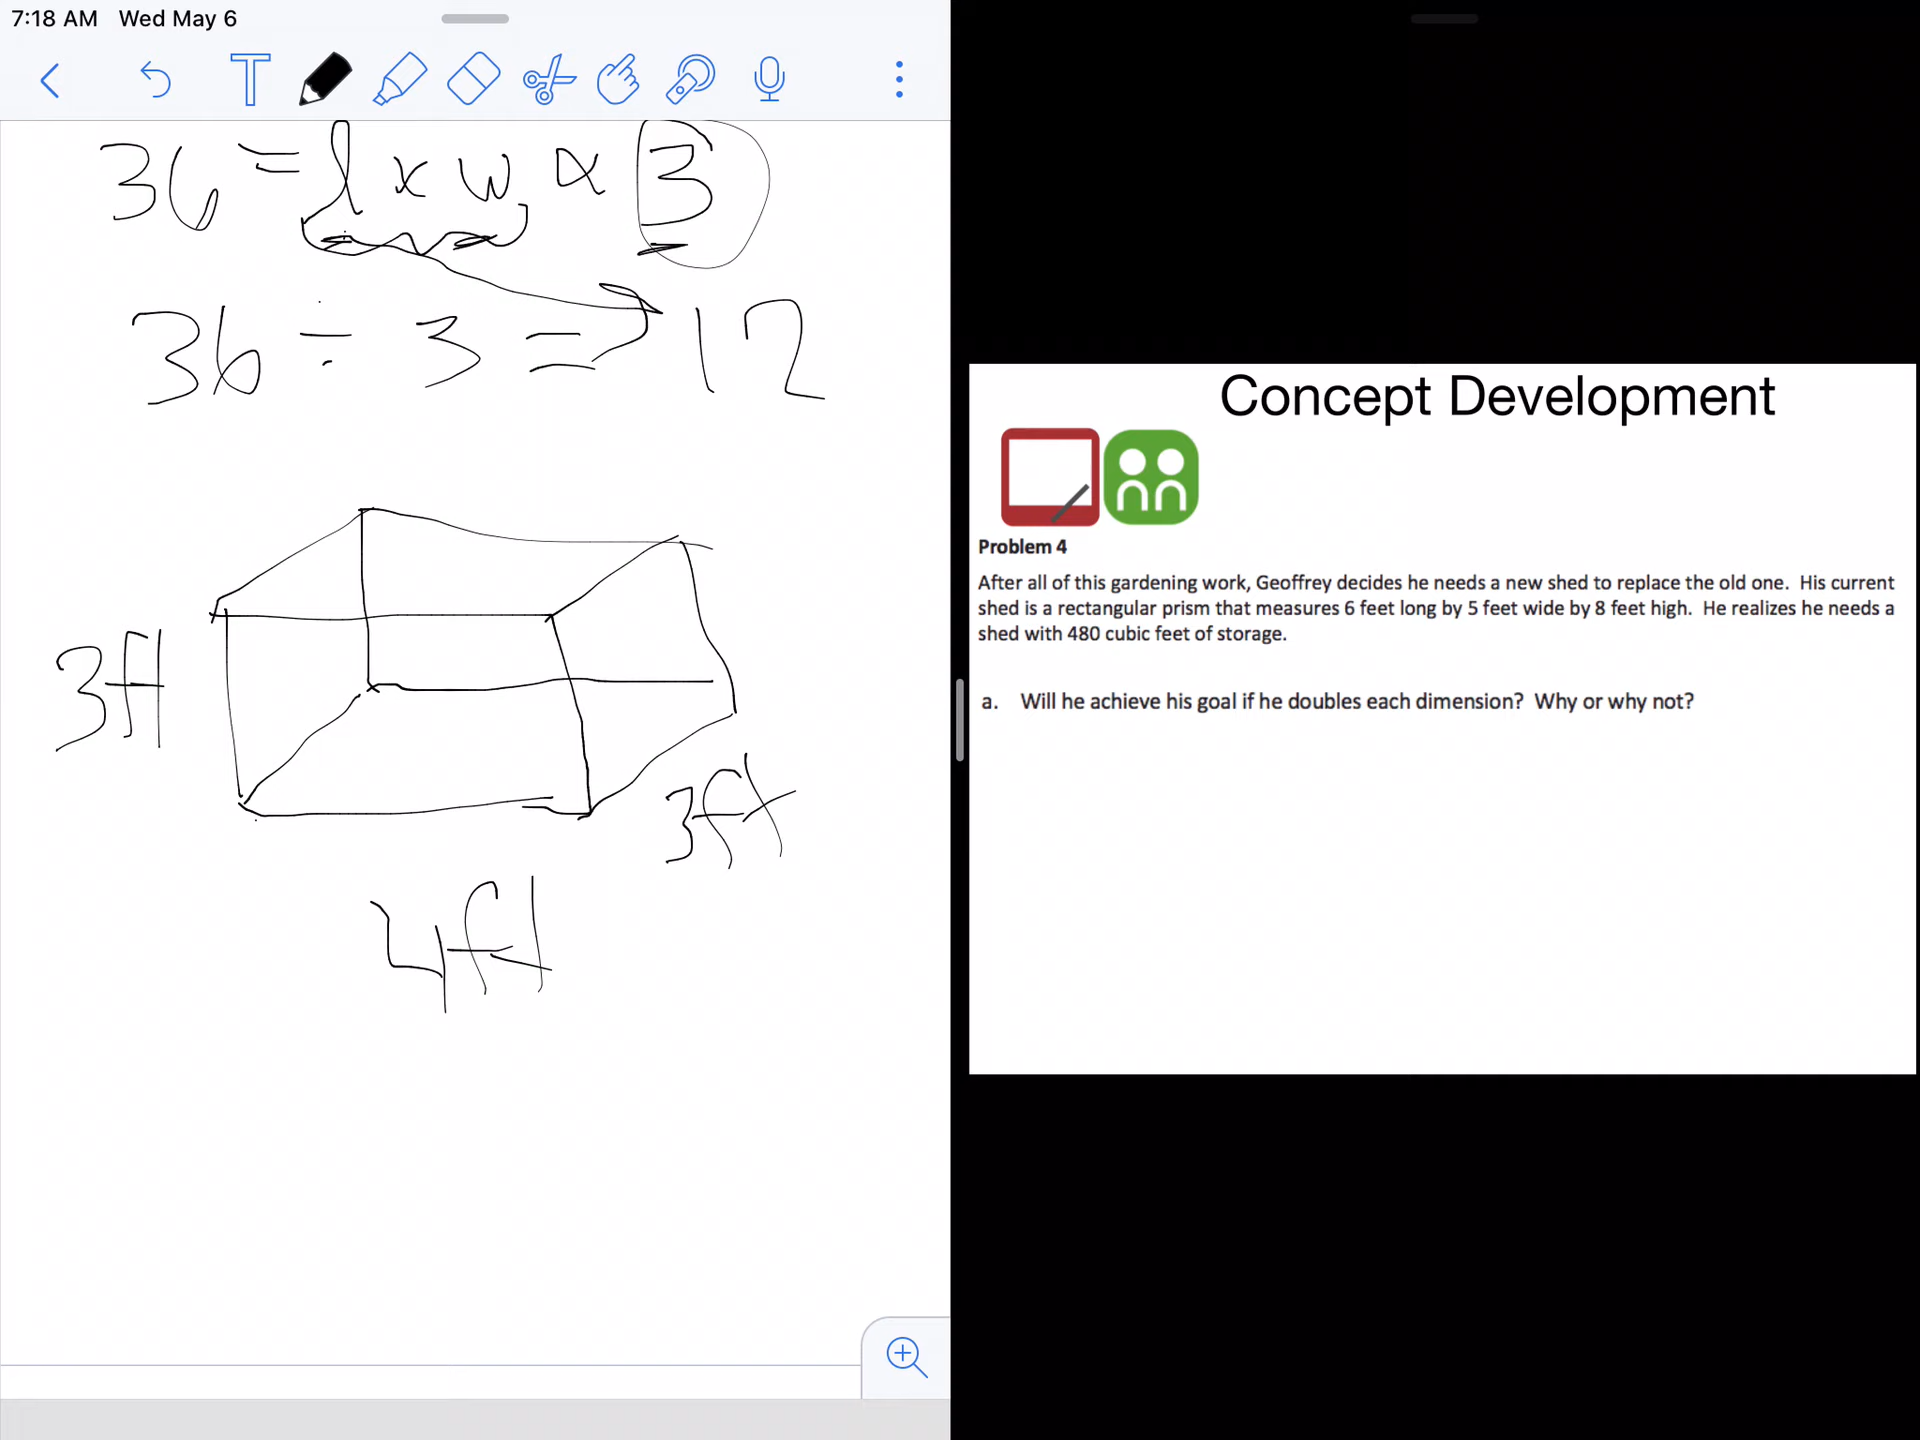 7:18 AM Wed May 6
T
36 = l x w x 3
36 ÷ 3 = 12
3ft
3ft
4ft
Concept Development
Problem 4
After all of this gardening work, Geoffrey decides he needs a new shed to replace the old one. His current
shed is a rectangular prism that measures 6 feet long by 5 feet wide by 8 feet high. He realizes he needs a
shed with 480 cubic feet of storage.
a. Will he achieve his goal if he doubles each dimension? Why or why not?